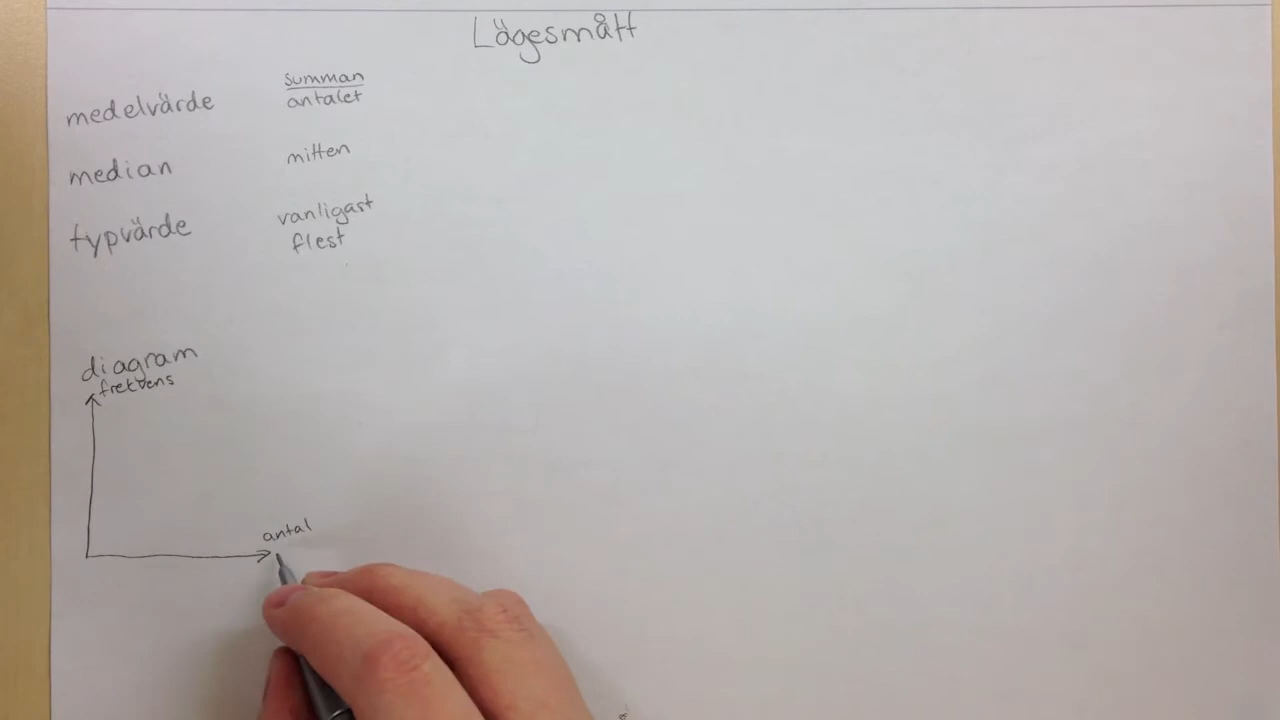 Lägesmått
medelvärde summan
antalet
median mitten
typvärde vanligast
flest
diagram
frekvens
antal